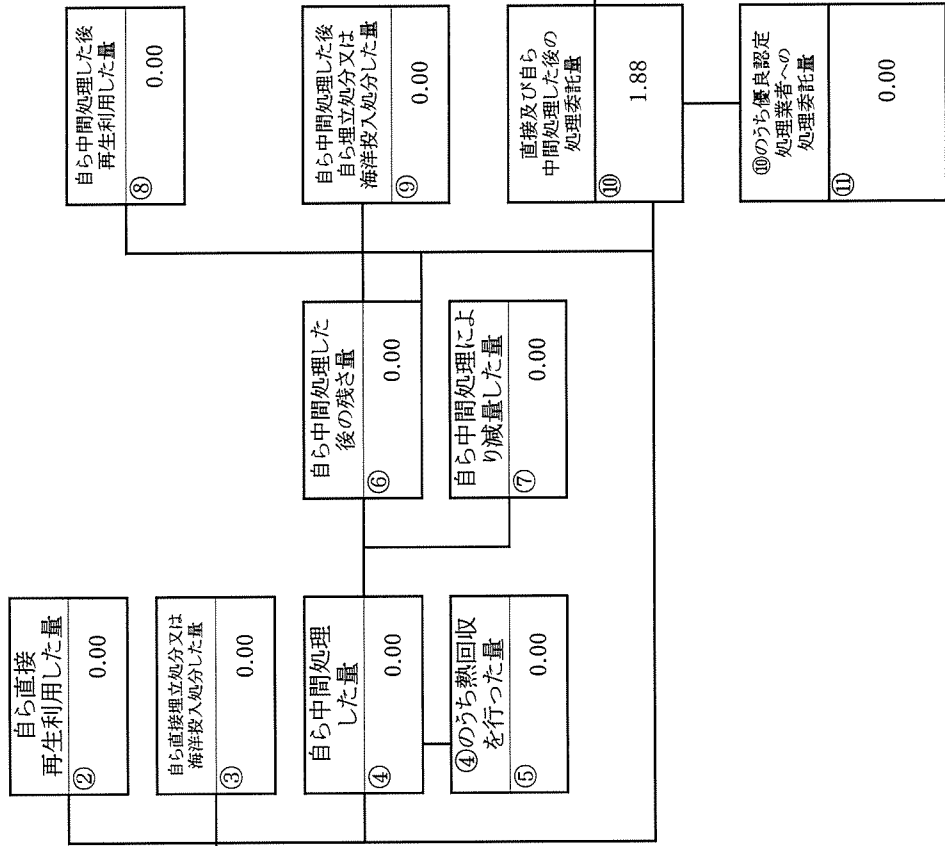 自ら直接
再生利用した量
②
0.00
自ら直接埋立処分又は
海洋投入処分した量
③
0.00
自ら中間処理
した量
④
0.00
④のうち熱回収
を行った量
⑤
0.00
自ら中間処理した
後の残さ量
⑥
0.00
自ら中間処理によ
り減量した量
⑦
0.00
自ら中間処理した後
再生利用した量
⑧
0.00
自ら中間処理した後
自ら埋立処分又は
海洋投入処分した量
⑨
0.00
直接及び自ら
中間処理した後の
処理委託量
⑩
1.88
⑩のうち優良認定
処理業者への
処理委託量
⑪
0.00